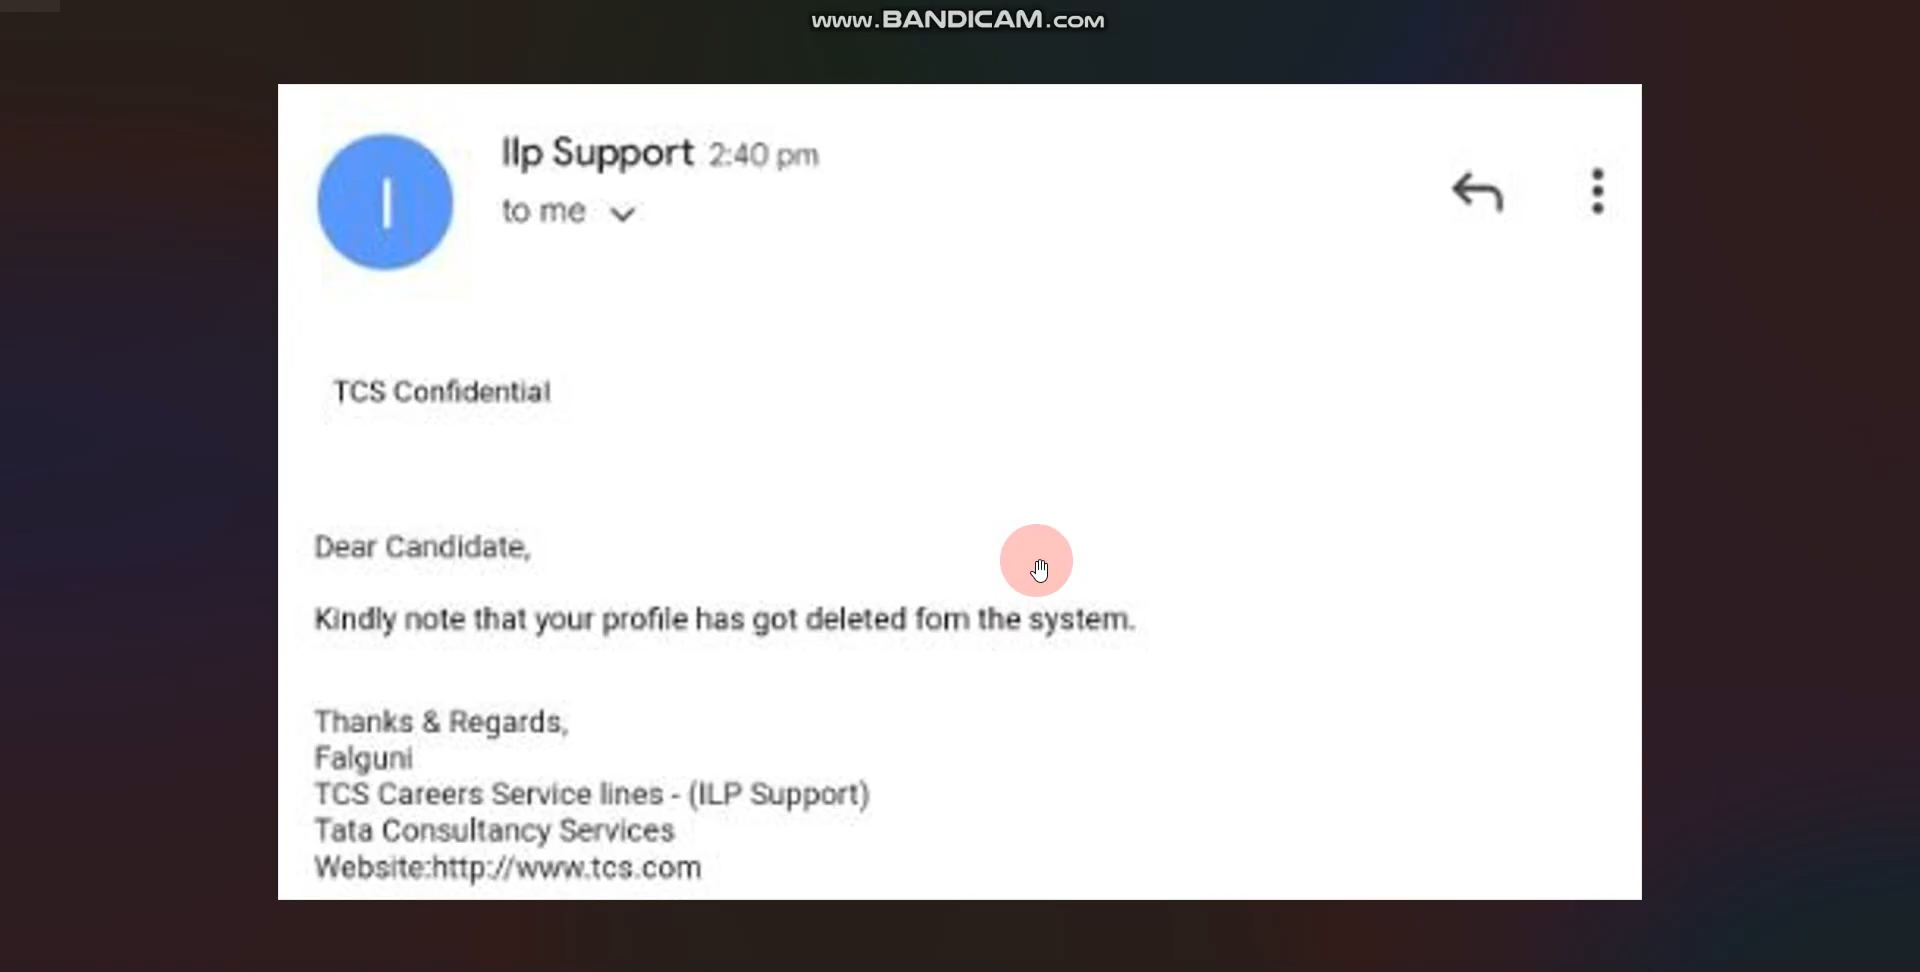 www.BANDICAM.COM
Ilp Support 2:40 pm
to me
I
TCS Confidential
Dear Candidate,
Kindly note that your profile has got deleted fom the system.
Thanks & Regards,
Falguni
TCS Careers Service lines - (ILP Support)
Tata Consultancy Services
Website:http://www.tcs.com